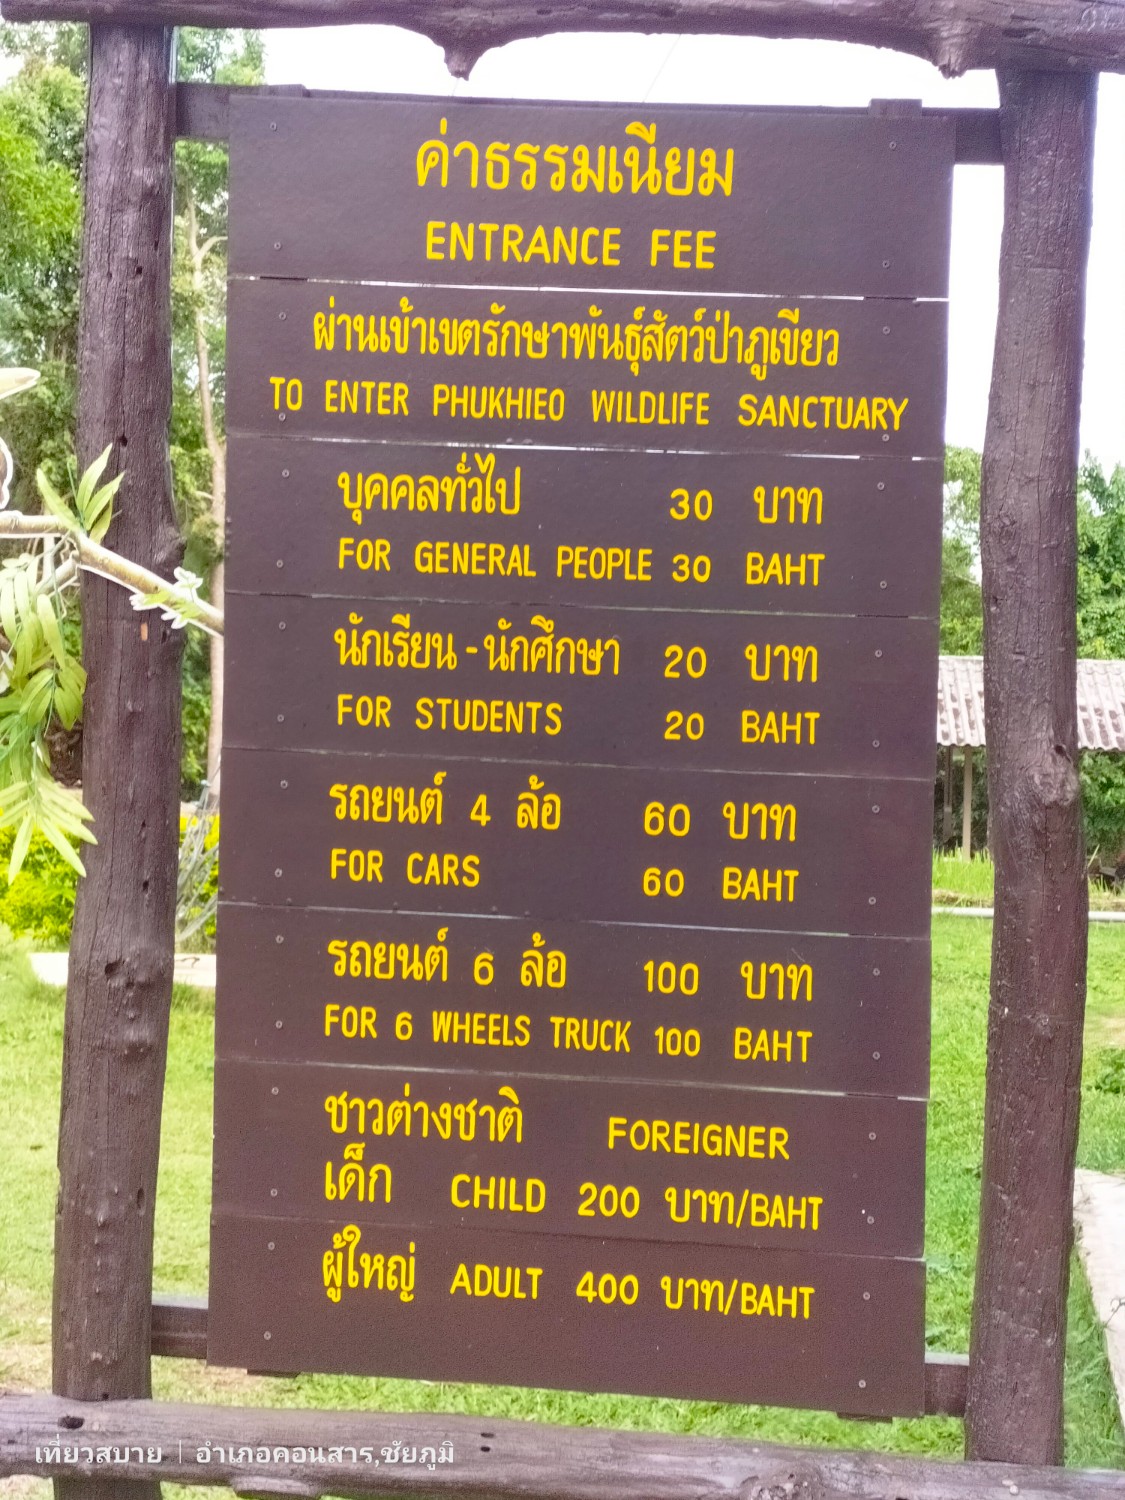 ค่าธรรมเนียม
ENTRANCE FEE
ผ่านเข้าเขตรักษาพันธุ์สัตว์ป่าภูเขียว
TO ENTER PHUKHIEO WILDLIFE SANCTUARY
บุคคลทั่วไป 30 บาท
FOR GENERAL PEOPLE 30 BAHT
นักเรียน - นักศึกษา 20 บาท
FOR STUDENTS 20 BAHT
รถยนต์ 4 ล้อ 60 บาท
FOR CARS 60 BAHT
รถยนต์ 6 ล้อ 100 บาท
FOR 6 WHEELS TRUCK 100 BAHT
ชาวต่างชาติ FOREIGNER
เด็ก CHILD 200 บาท/BAHT
ผู้ใหญ่ ADULT 400 บาท/BAHT
เที่ยวสบาย | อำเภอคอนสาร,ชัยภูมิ